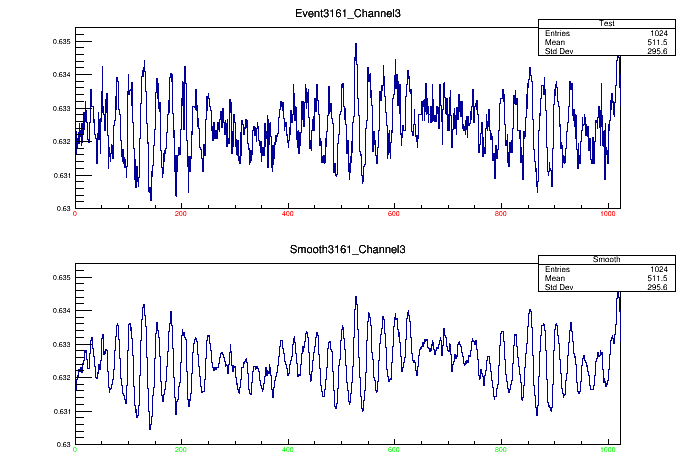 Event3161_Channel3
Test
Entries 1024
Mean 511.5
Std Dev 295.6
0.635
0.634
0.633
0.632
0.631
0.63
0 200 400 600 800 1000
Smooth3161_Channel3
Smooth
Entries 1024
Mean 511.5
Std Dev 295.6
0.635
0.634
0.633
0.632
0.631
0.63
0 200 400 600 800 1000